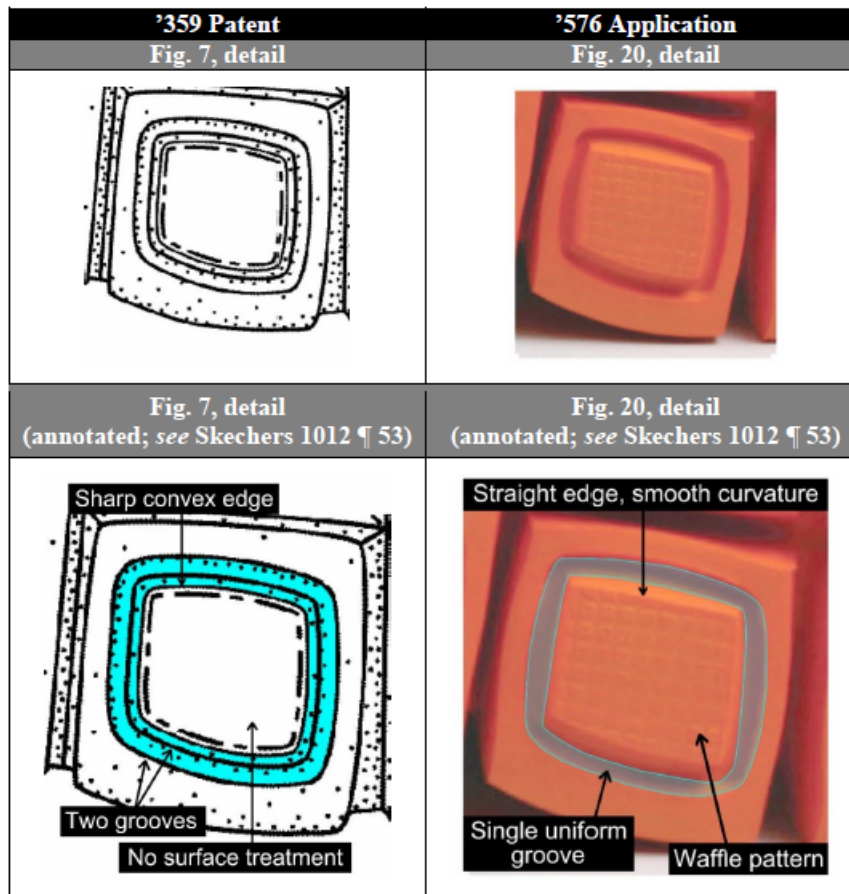 ’359 Patent
’576 Application
Fig. 7, detail
Fig. 20, detail
Fig. 7, detail
(annotated; see Skechers 1012 ¶ 53)
Fig. 20, detail
(annotated; see Skechers 1012 ¶ 53)
Sharp convex edge
Two grooves
No surface treatment
Straight edge, smooth curvature
Single uniform
groove
Waffle pattern